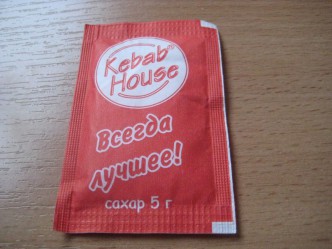 Kebab®
House
Всегда
лучшее!
сахар 5 г